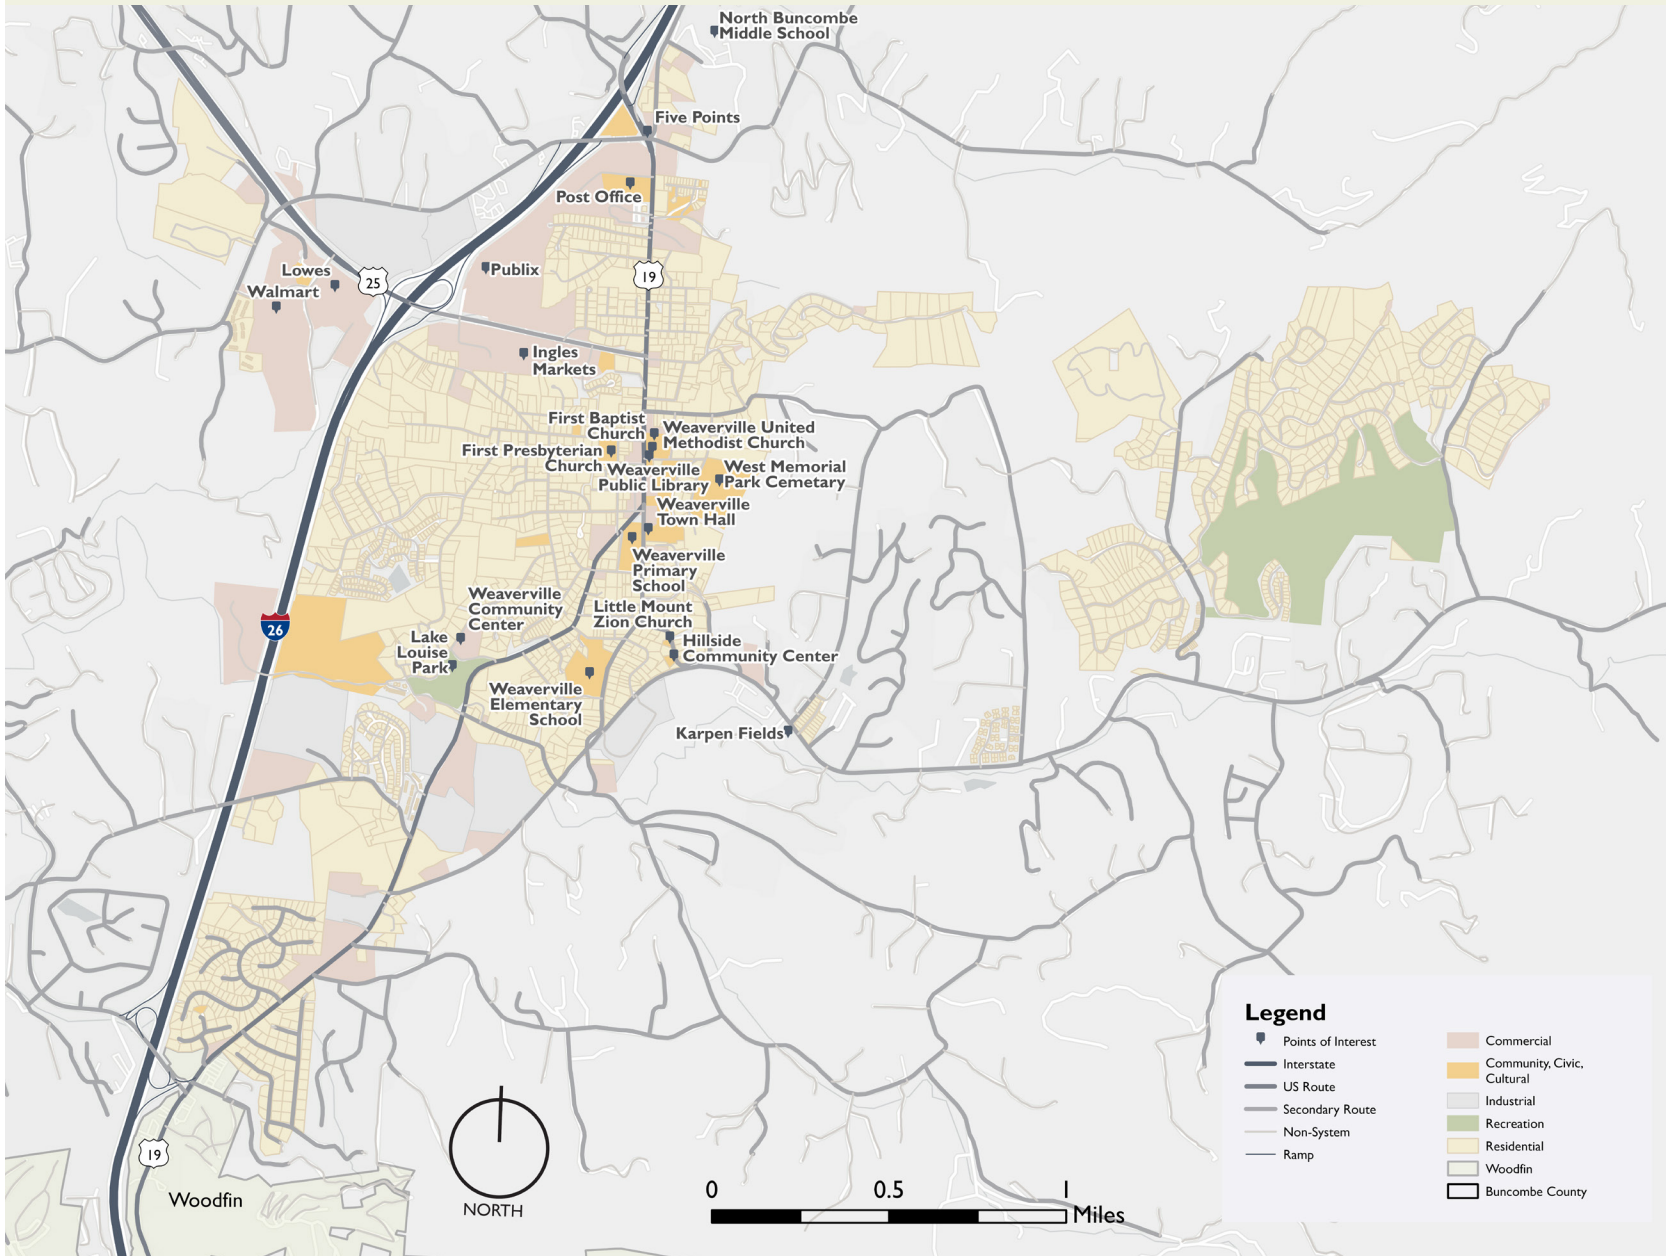 North Buncombe
Middle School
Five Points
Post Office
Publix
Lowes
25
19
Walmart
Ingles
Markets
First Baptist
Church
Weaverville United
Methodist Church
First Presbyterian
Church
Weaverville
Public Library
West Memorial
Park Cemetary
Weaverville
Town Hall
Weaverville
Primary
School
Weaverville
Community
Center
Little Mount
Zion Church
26
Lake
Louise
Park
Hillside
Community Center
Weaverville
Elementary
School
Karpen Fields
19
Woodfin
NORTH
0
0.5
1
Miles
Legend
Points of Interest
Interstate
US Route
Secondary Route
Non-System
Ramp
Commercial
Community, Civic,
Cultural
Industrial
Recreation
Residential
Woodfin
Buncombe County